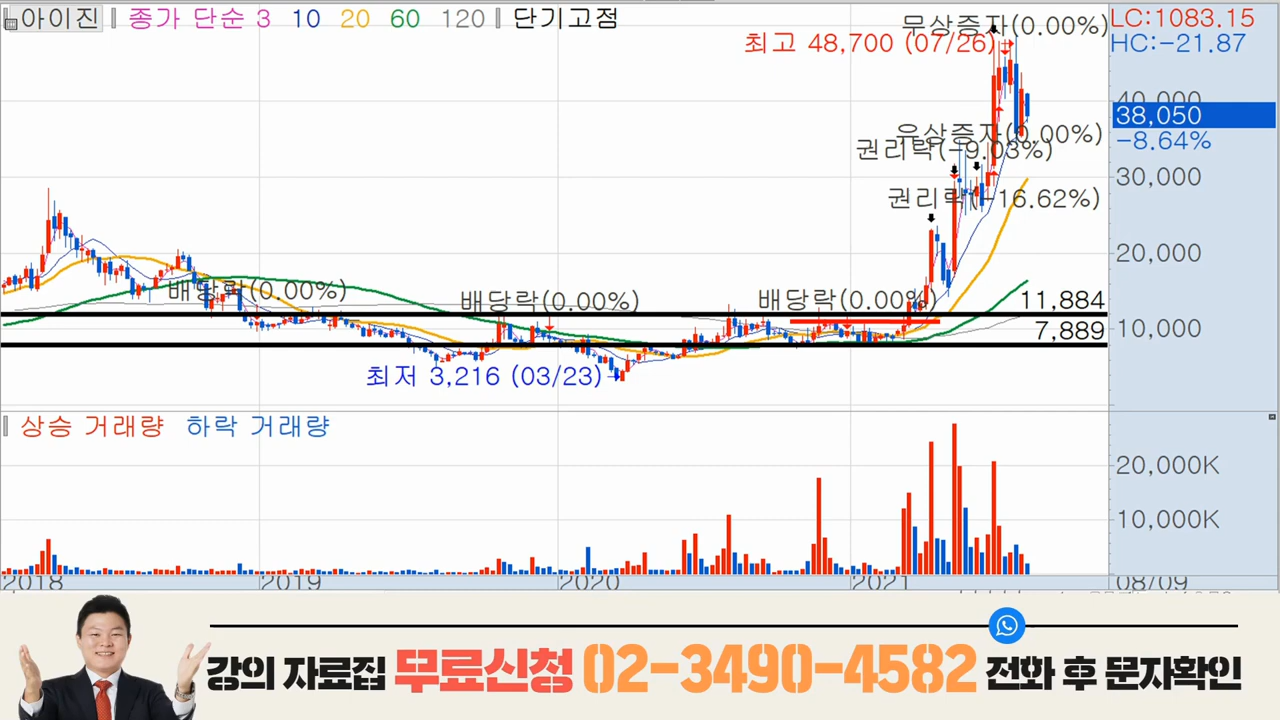 아이진 종가 단순 3 10 20 60 120 단기고점
무상증자(0.00%)
LC:1083.15
최고 48,700 (07/26)
HC:-21.87
40,000
38,050
유상증자(0.00%)
-8.64%
권리락(-9.03%)
30,000
권리락(-16.62%)
20,000
배당락(0.00%)
배당락(0.00%)
배당락(0.00%)
11,884
10,000
7,889
최저 3,216 (03/23)
상승 거래량 하락 거래량
20,000K
10,000K
2018 2019 2020 2021 08/09
강의 자료집 무료신청 02-3490-4582 전화 후 문자확인